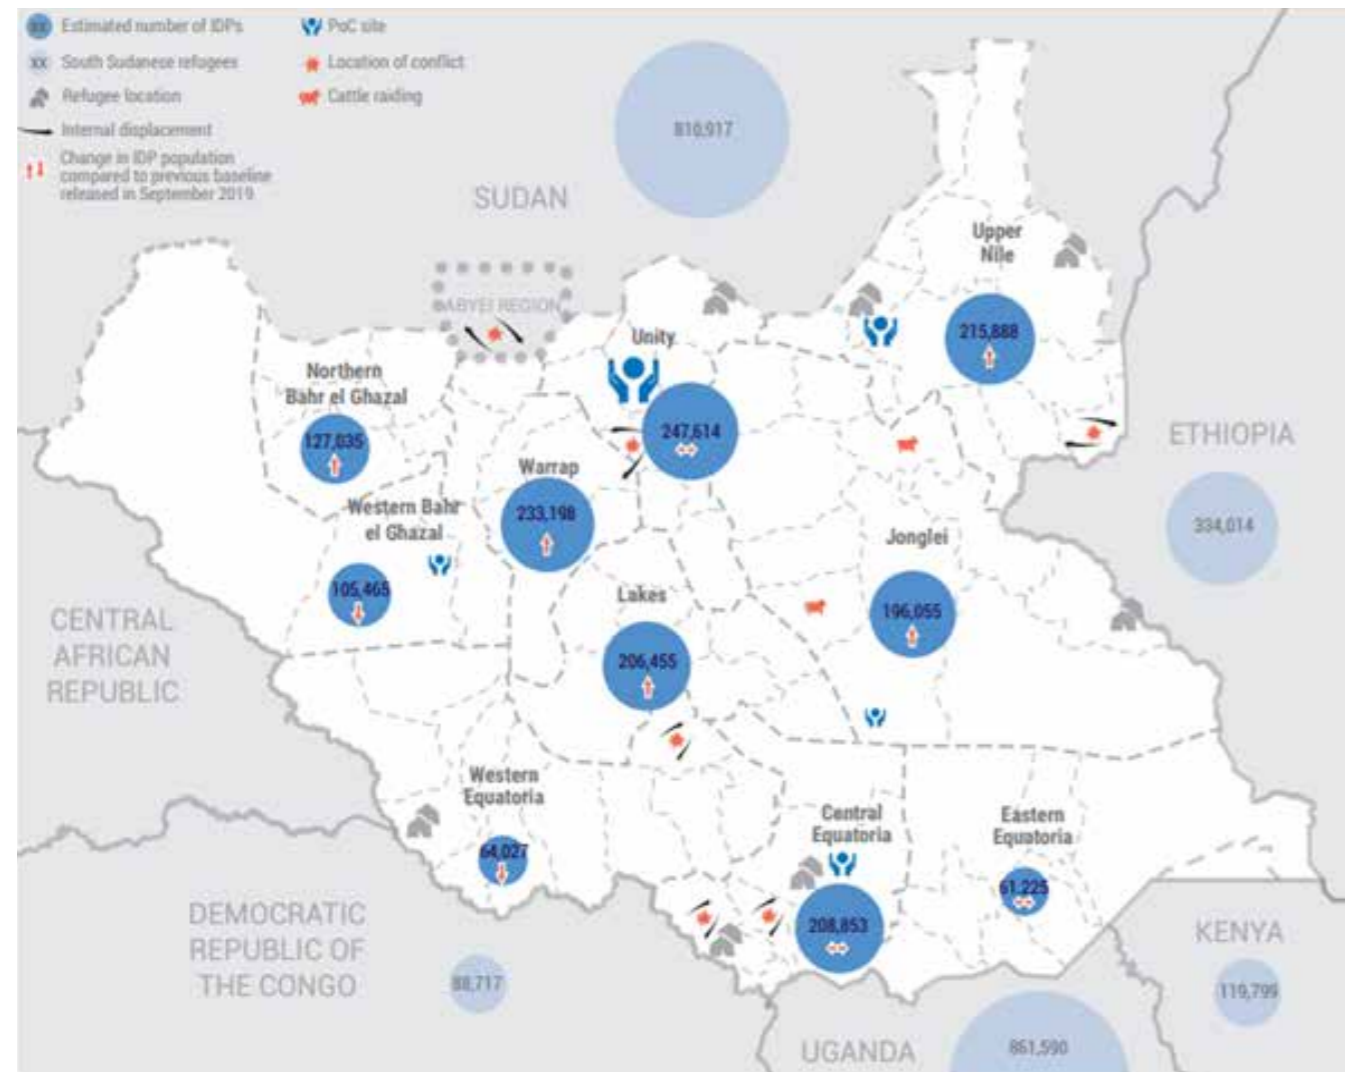 xx Estimated number of IDPs
xx South Sudanese refugees
Refugee location
Internal displacement
Change in IDP population
compared to previous baseline
released in September 2019
PoC site
Location of conflict
Cattle raiding
810,917
SUDAN
Upper
Nile
215,888
ABYEI REGION
Unity
247,614
Northern
Bahr el Ghazal
127,035
ETHIOPIA
334,014
Warrap
233,198
Western Bahr
el Ghazal
105,465
Jonglei
196,055
Lakes
206,455
CENTRAL
AFRICAN
REPUBLIC
Western
Equatoria
64,027
Central
Equatoria
208,853
Eastern
Equatoria
61,225
DEMOCRATIC
REPUBLIC OF
THE CONGO
88,717
KENYA
119,799
UGANDA
861,590